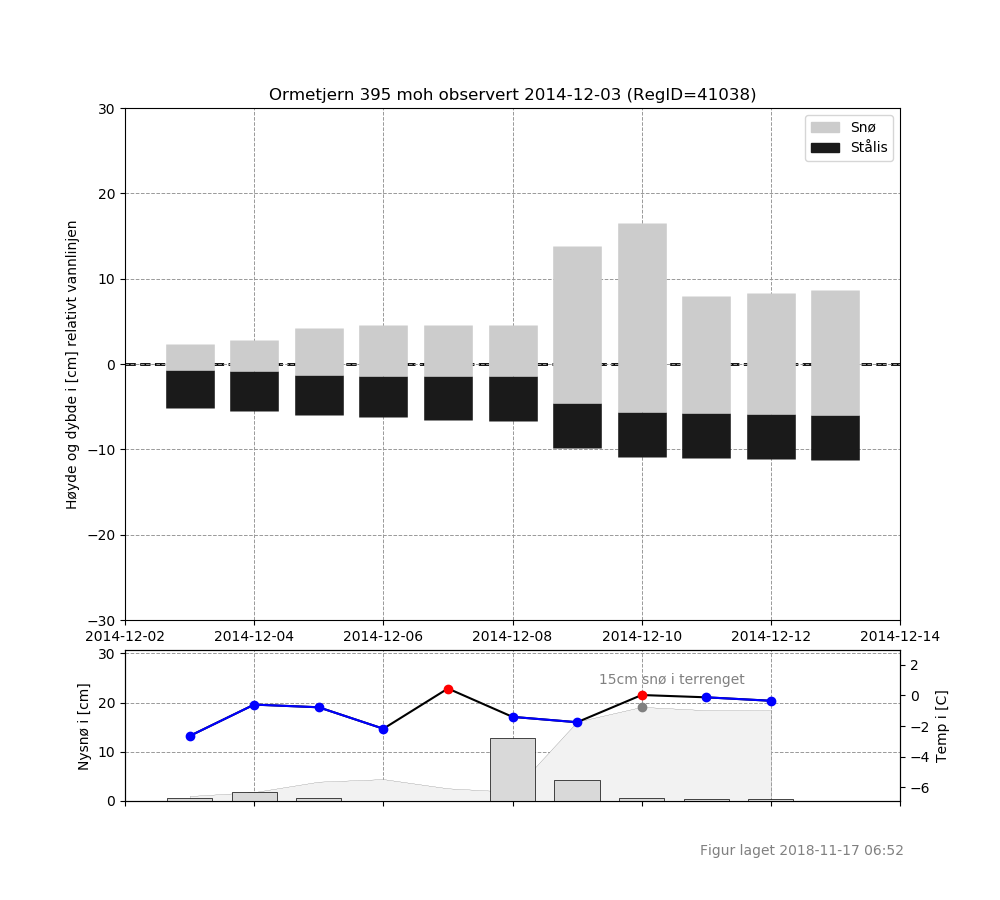 Ormetjern 395 moh observert 2014-12-03 (RegID=41038)
Snø
Stålis
Høyde og dybde i [cm] relativt vannlinjen
30
20
10
0
−10
−20
−30
2014-12-02 2014-12-04 2014-12-06 2014-12-08 2014-12-10 2014-12-12 2014-12-14
Nysnø i [cm]
30
20
10
0
15cm snø i terrenget
2
0
−2
−4
−6
Temp i [C]
Figur laget 2018-11-17 06:52